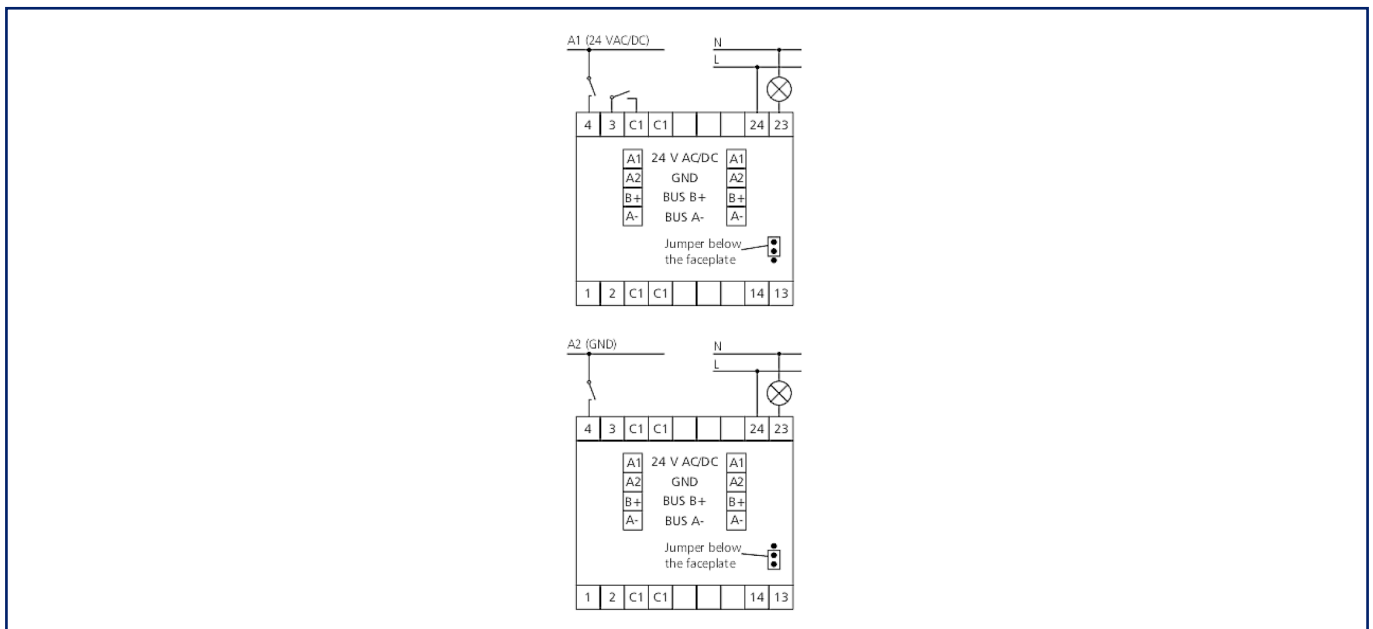 A1 (24 VAC/DC)
N
L
4 3 C1 C1 24 23
A1 24 V AC/DC A1
A2 GND A2
B+ BUS B+ B+
A- BUS A- A-
Jumper below
the faceplate
1 2 C1 C1 14 13
A2 (GND)
N
L
4 3 C1 C1 24 23
A1 24 V AC/DC A1
A2 GND A2
B+ BUS B+ B+
A- BUS A- A-
Jumper below
the faceplate
1 2 C1 C1 14 13